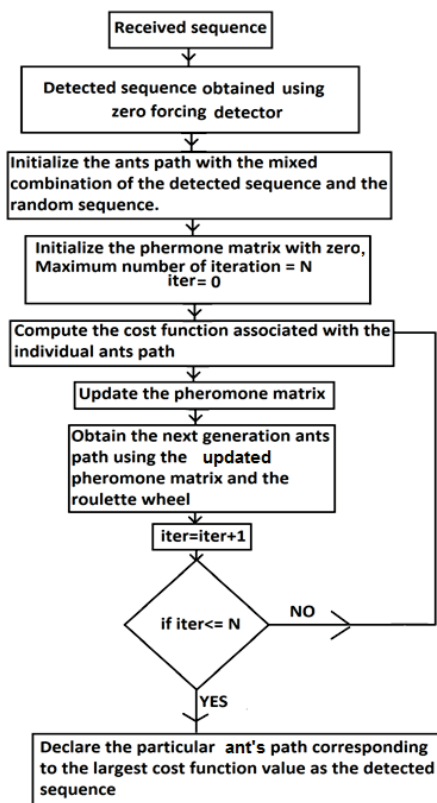 Received sequence
Detected sequence obtained using
zero forcing detector
Initialize the ants path with the mixed
combination of the detected sequence and the
random sequence.
Initialize the phermone matrix with zero,
Maximum number of iteration = N
iter= 0
Compute the cost function associated with the
individual ants path
Update the pheromone matrix
Obtain the next generation ants
path using the updated
pheromone matrix and the
roulette wheel
iter=iter+1
if iter<= N
NO
YES
Declare the particular ant's path corresponding
to the largest cost function value as the detected
sequence